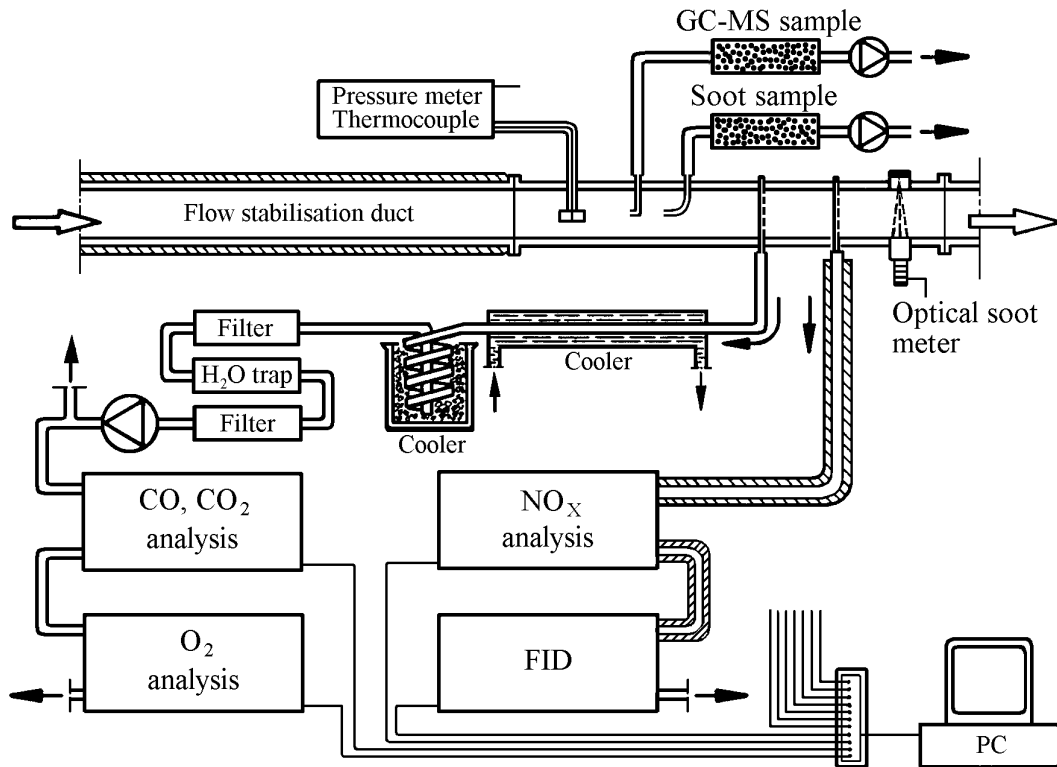 GC-MS sample
Soot sample
Pressure meter
Thermocouple
Flow stabilisation duct
Optical soot
meter
Filter
H₂O trap
Filter
Cooler
Cooler
CO, CO₂
analysis
NOX
analysis
O₂
analysis
FID
PC